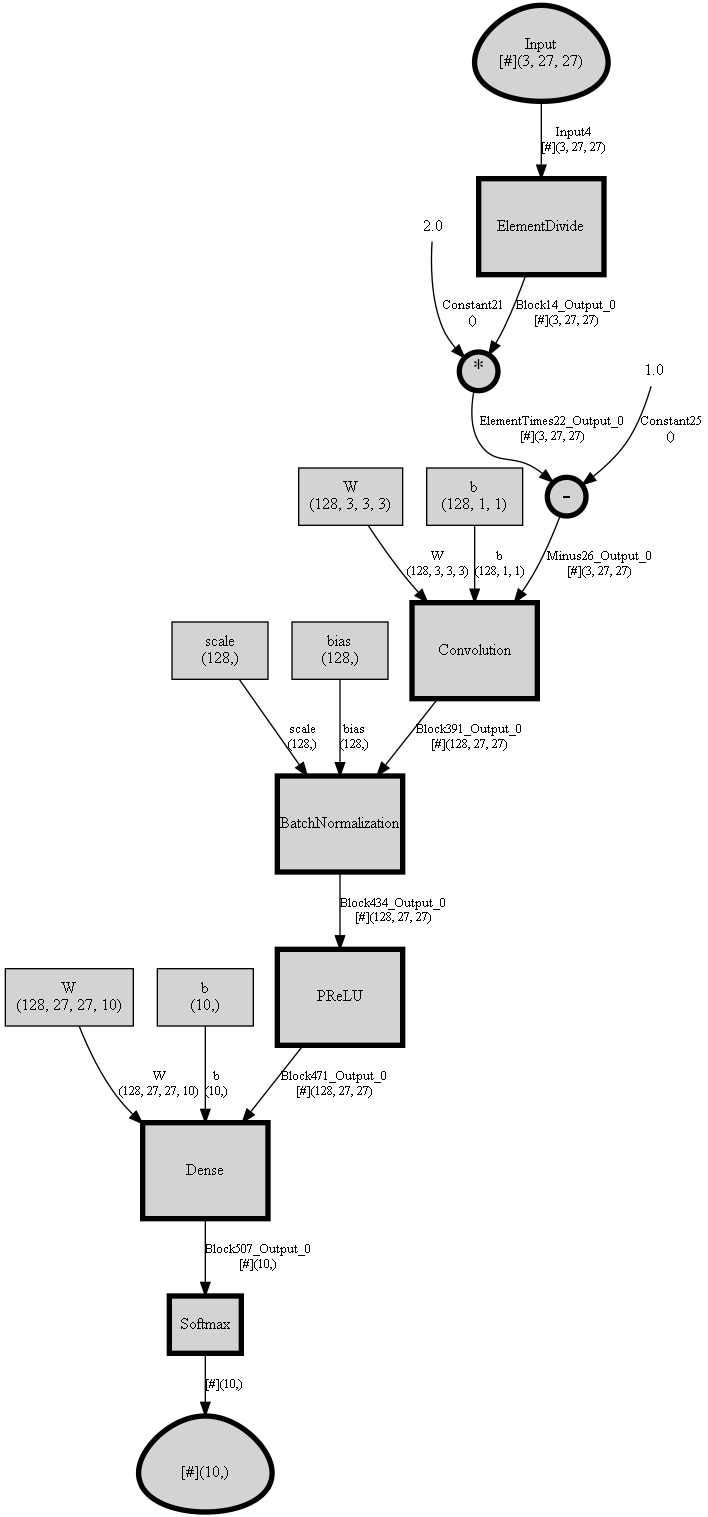 Input
[#](3, 27, 27)
Input4
[#](3, 27, 27)
ElementDivide
2.0
Constant21
()
Block14_Output_0
[#](3, 27, 27)
*
1.0
ElementTimes22_Output_0
[#](3, 27, 27)
Constant25
()
-
W
(128, 3, 3, 3)
b
(128, 1, 1)
W
(128, 3, 3, 3)
b
(128, 1, 1)
Minus26_Output_0
[#](3, 27, 27)
Convolution
scale
(128,)
bias
(128,)
scale
(128,)
bias
(128,)
Block391_Output_0
[#](128, 27, 27)
BatchNormalization
Block434_Output_0
[#](128, 27, 27)
PReLU
W
(128, 27, 27, 10)
b
(10,)
W
(128, 27, 27, 10)
b
(10,)
Block471_Output_0
[#](128, 27, 27)
Dense
Block507_Output_0
[#](10,)
Softmax
[#](10,)
[#](10,)